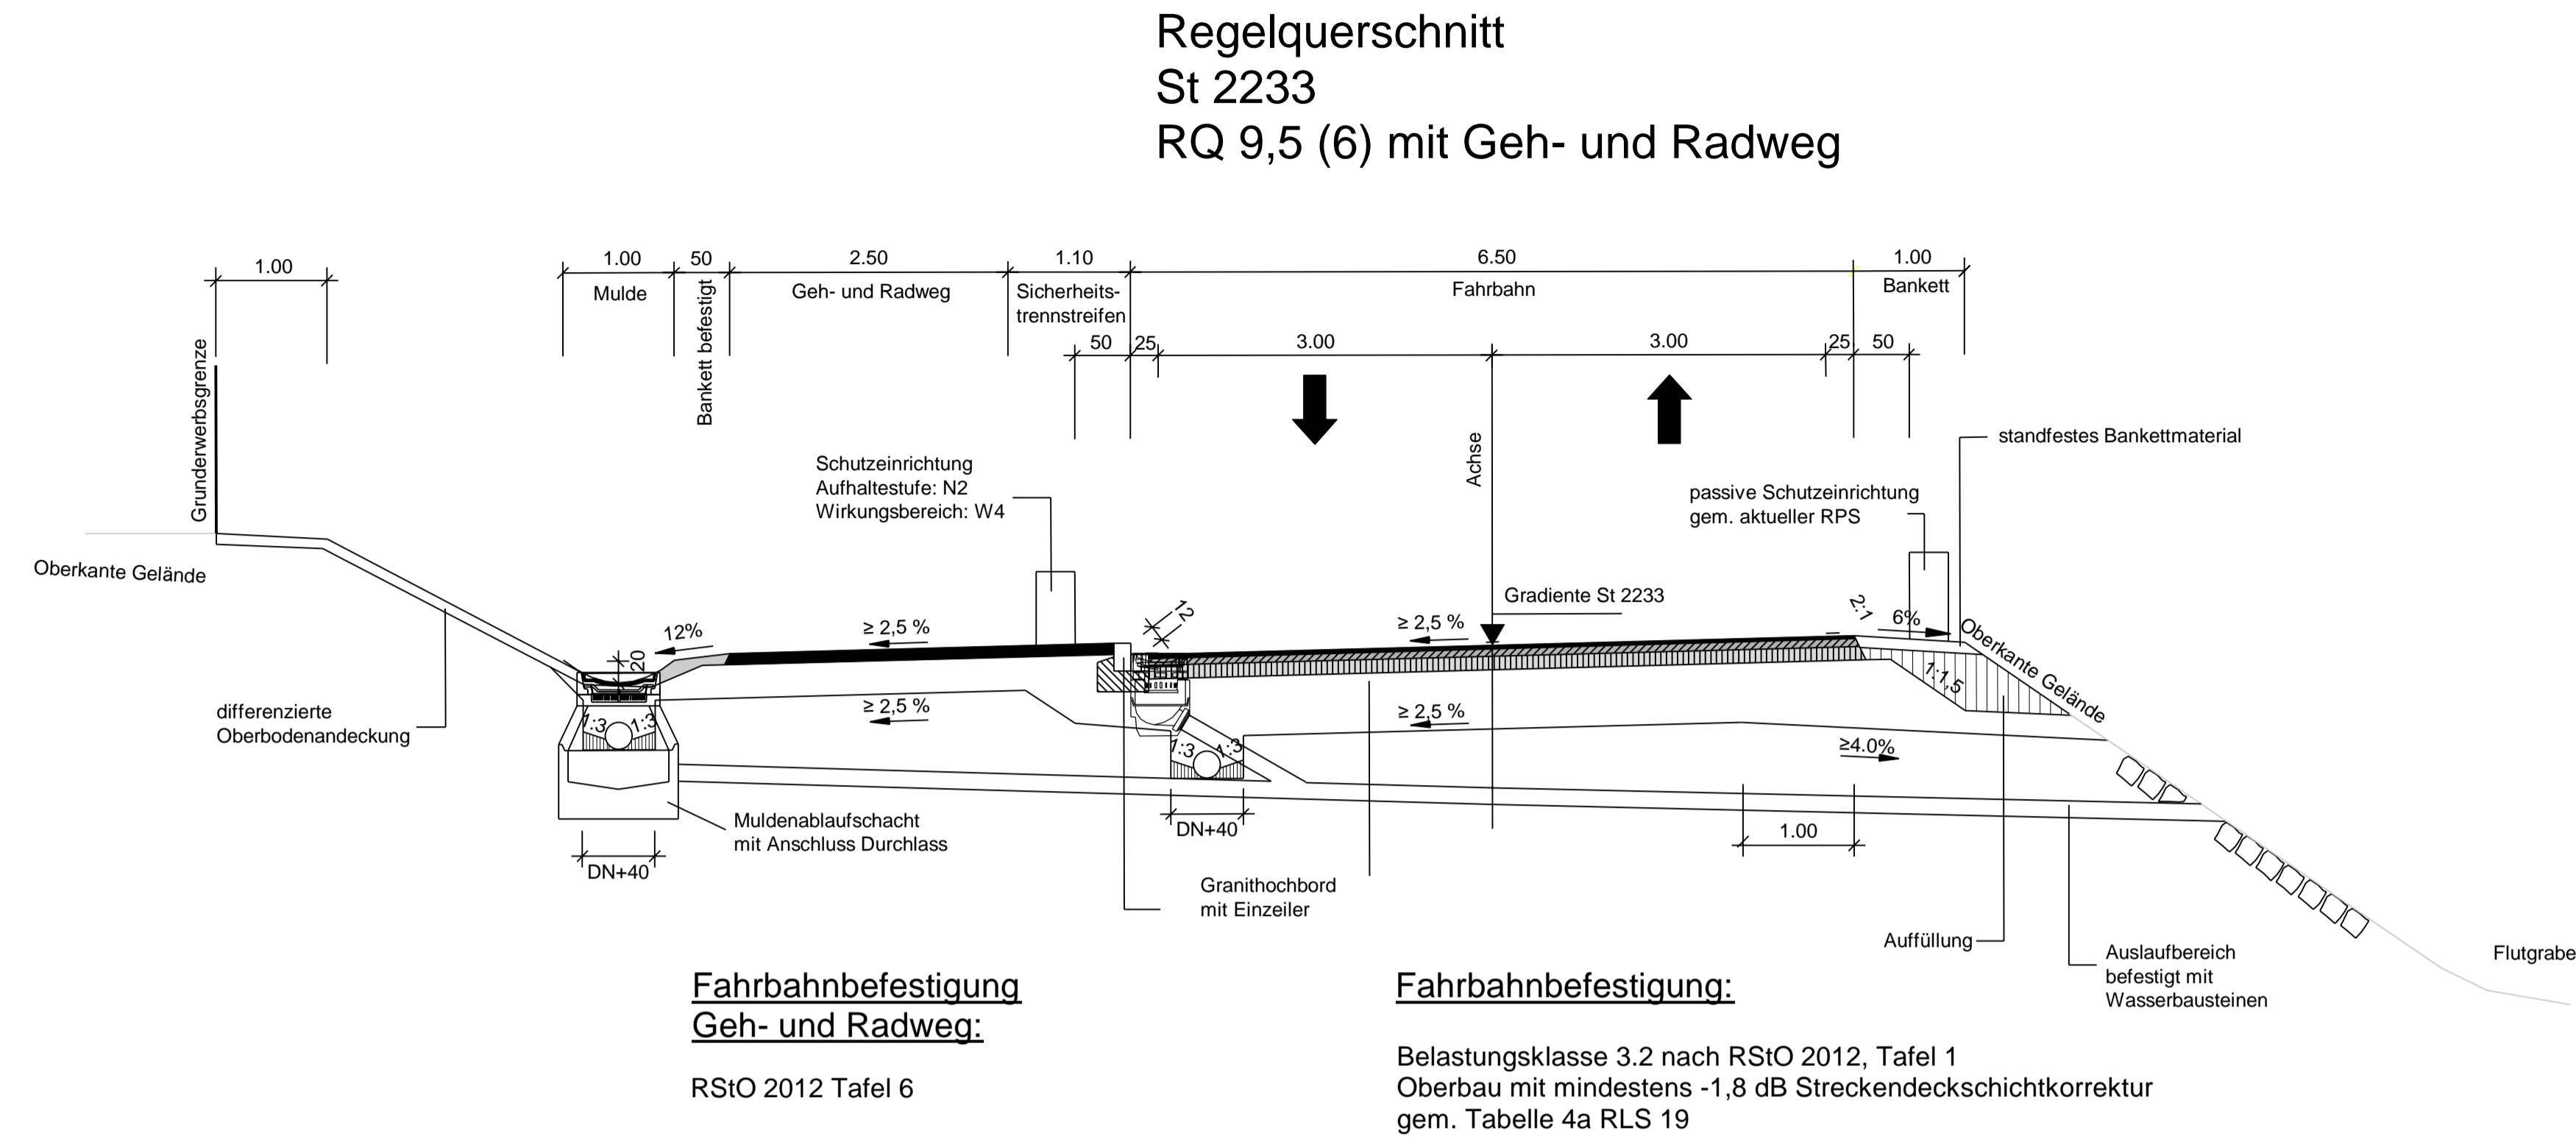 Regelquerschnitt
St 2233
RQ 9,5 (6) mit Geh- und Radweg
1.00
1.00
50
2.50
1.10
6.50
1.00
Mulde
Bankett befestigt
Geh- und Radweg
Sicherheits-
trennstreifen
Fahrbahn
Bankett
50
25
3.00
3.00
25
50
Grunderwerbsgrenze
Achse
standfestes Bankettmaterial
Schutzeinrichtung
Aufhaltestufe: N2
Wirkungsbereich: W4
passive Schutzeinrichtung
gem. aktueller RPS
Oberkante Gelände
Gradiente St 2233
12
12%
≥ 2,5 %
≥ 2,5 %
2:1
6%
Oberkante Gelände
20
1:1,5
differenzierte
Oberbodenandeckung
1:3
1:3
≥ 2,5 %
≥ 2,5 %
1:3
1:3
≥4.0%
Muldenablaufschacht
mit Anschluss Durchlass
DN+40
DN+40
1.00
Granithochbord
mit Einzeiler
Auffüllung
Auslaufbereich
befestigt mit
Wasserbausteinen
Flutgrabe
Fahrbahnbefestigung
Geh- und Radweg:
RStO 2012 Tafel 6
Fahrbahnbefestigung:
Belastungsklasse 3.2 nach RStO 2012, Tafel 1
Oberbau mit mindestens -1,8 dB Streckendeckschichtkorrektur
gem. Tabelle 4a RLS 19